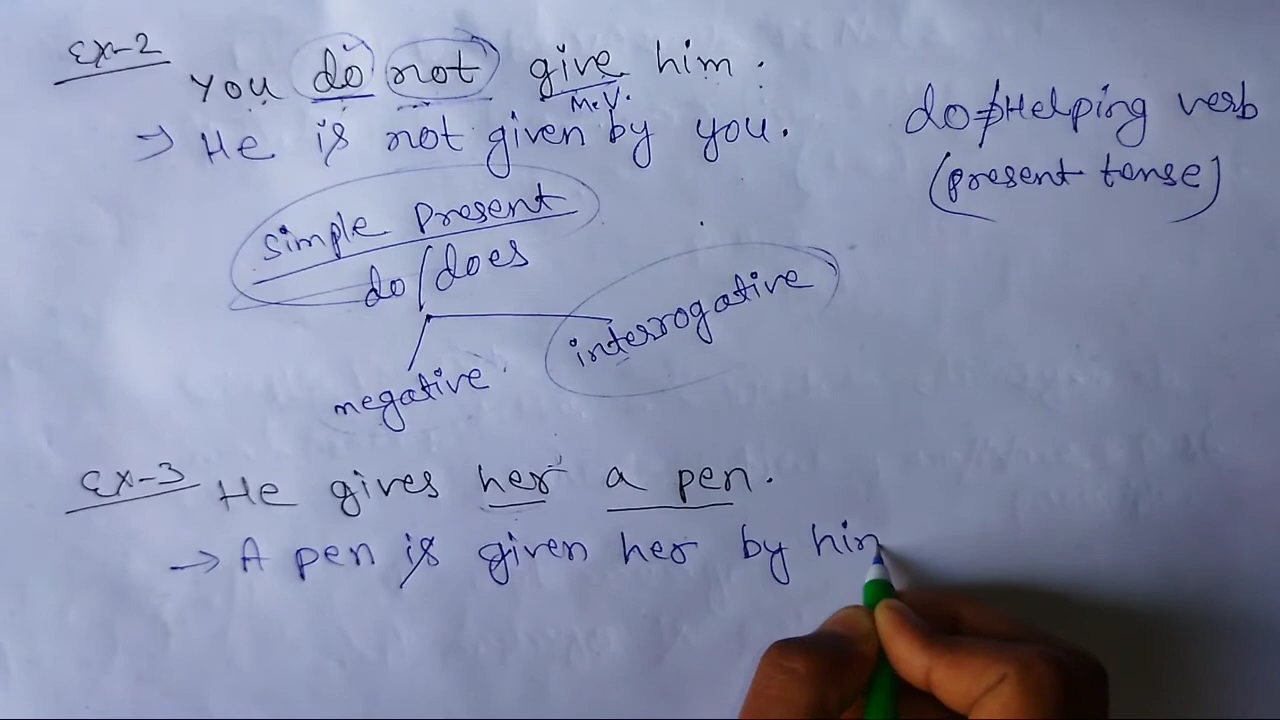 Ex-2
You do not give him.
M.V.
→ He is not given by you.
do ≠ Helping verb
(present tense)
simple present
do/does
negative
interrogative
Ex-3 He gives her a pen.
→ A pen is given her by him